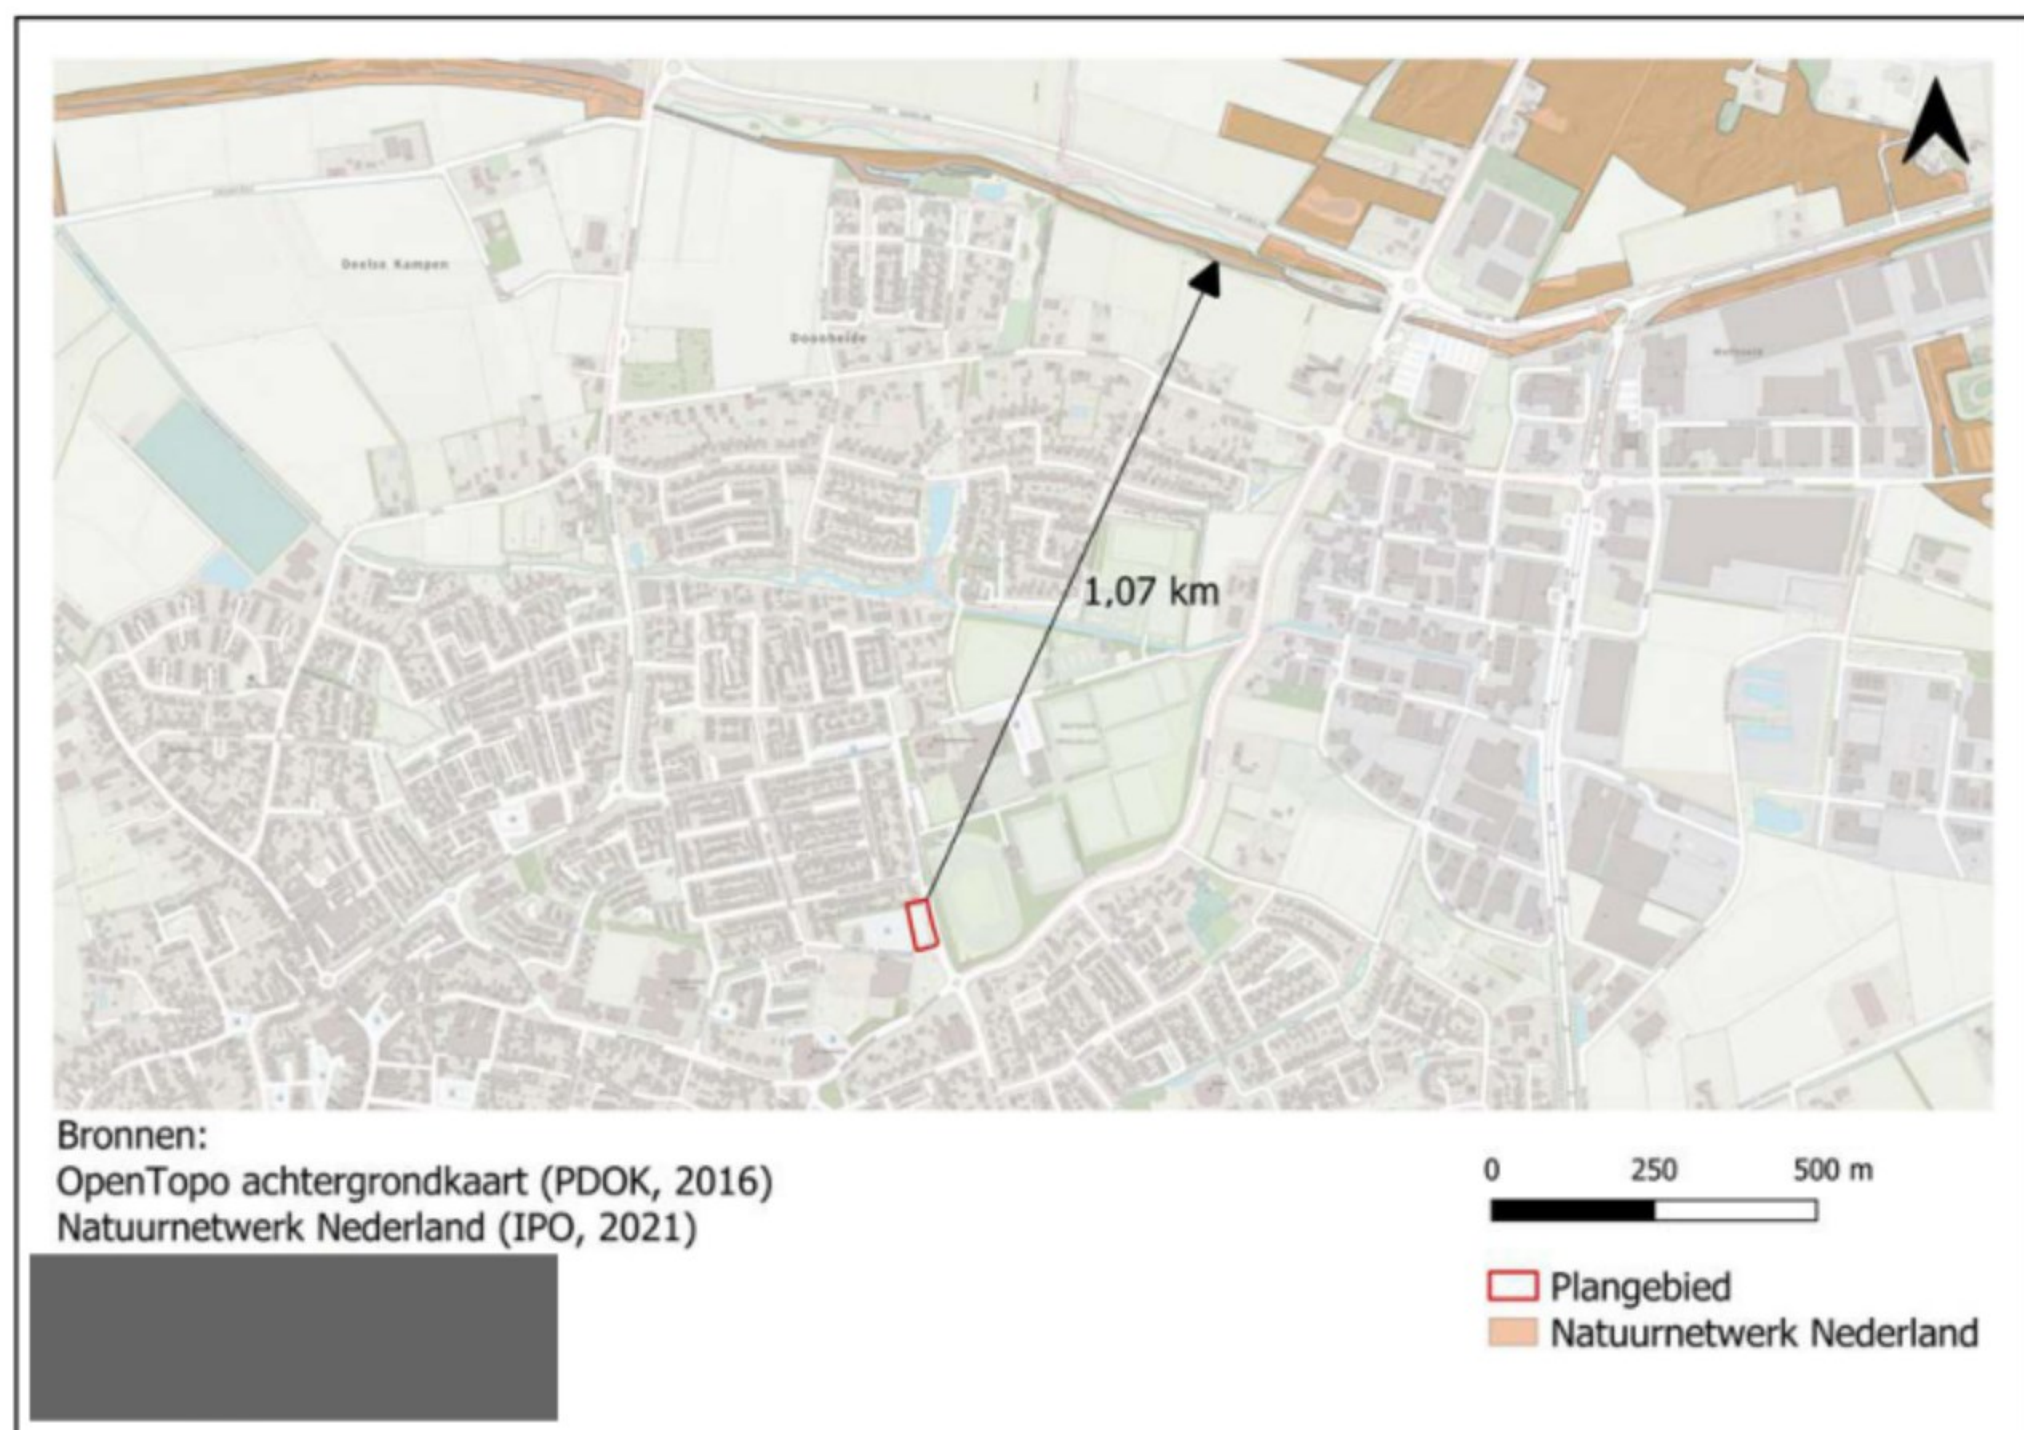 Deelse Kampen
Doonheide
1,07 km
Bronnen:
OpenTopo achtergrondkaart (PDOK, 2016)
Natuurnetwerk Nederland (IPO, 2021)
0 250 500 m
Plangebied
Natuurnetwerk Nederland